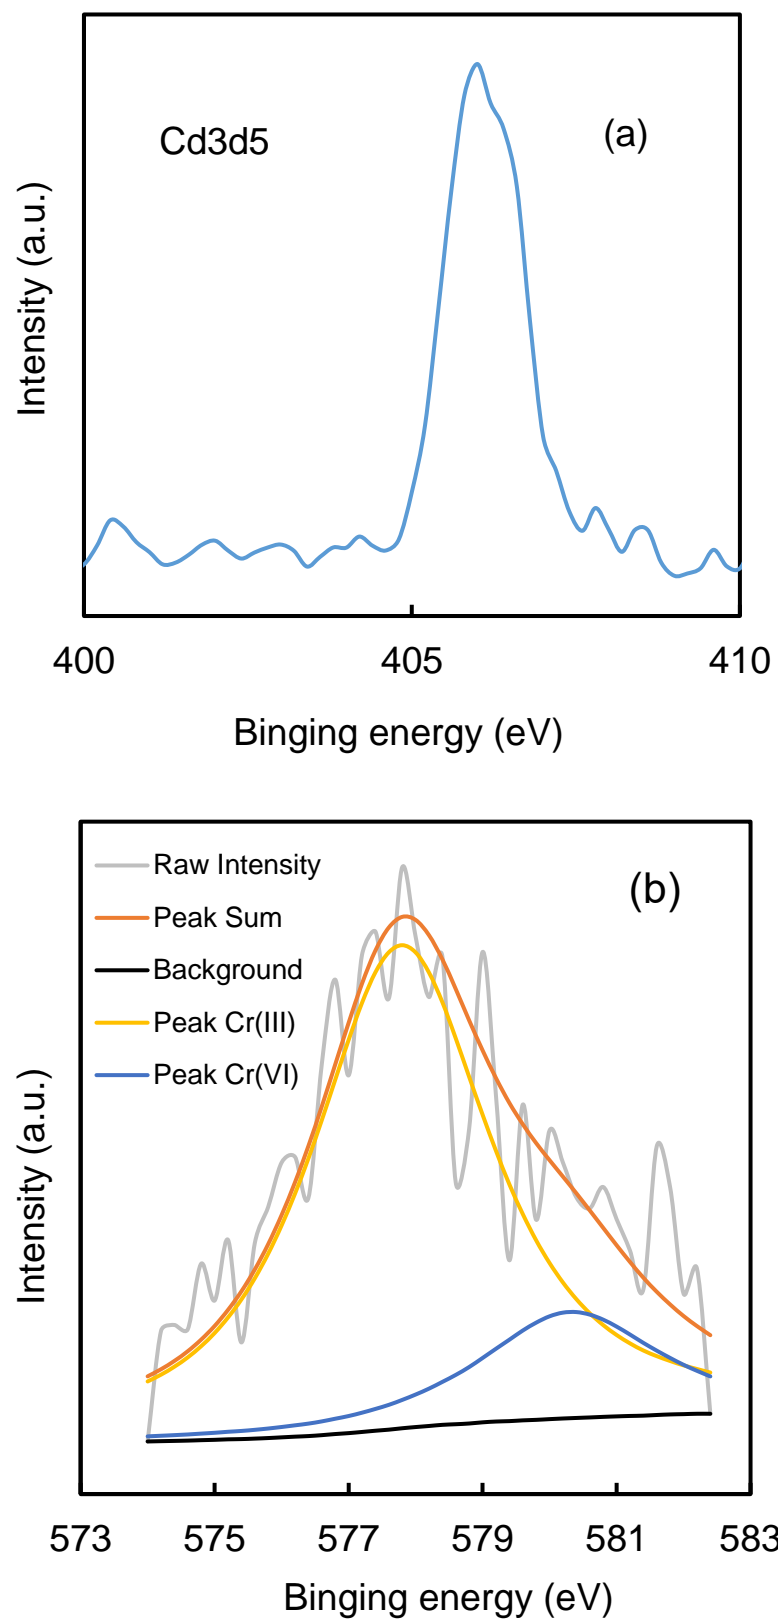 Cd3d5
(a)
Intensity (a.u.)
400 405 410
Binging energy (eV)
Raw Intensity
(b)
Peak Sum
Background
Peak Cr(III)
Peak Cr(VI)
Intensity (a.u.)
573 575 577 579 581 583
Binging energy (eV)